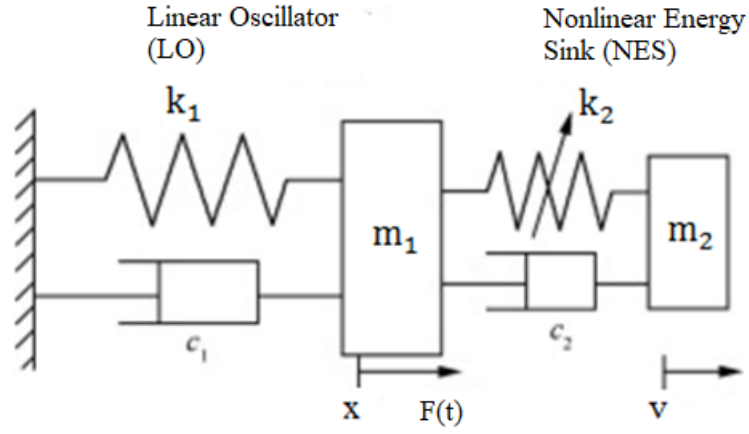 Linear Oscillator
(LO)
Nonlinear Energy
Sink (NES)
k₁
k₂
m₁
m₂
c₁
c₂
x
F(t)
v